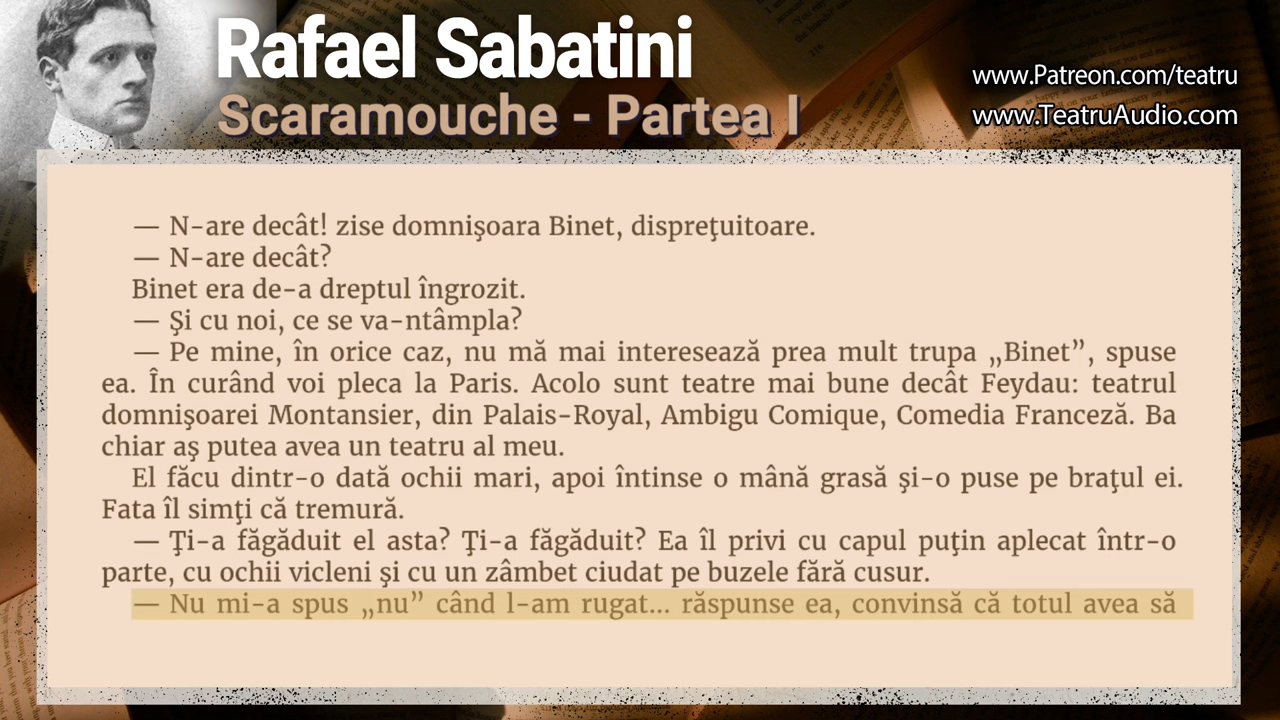 Rafael Sabatini
Scaramouche - Partea I
www.Patreon.com/teatru
www.TeatruAudio.com
— N-are decât! zise domnişoara Binet, dispreţuitoare.
— N-are decât?
Binet era de-a dreptul îngrozit.
— Şi cu noi, ce se va-ntâmpla?
— Pe mine, în orice caz, nu mă mai interesează prea mult trupa „Binet”, spuse
ea. În curând voi pleca la Paris. Acolo sunt teatre mai bune decât Feydau: teatrul
domnişoarei Montansier, din Palais-Royal, Ambigu Comique, Comedia Franceză. Ba
chiar aş putea avea un teatru al meu.
El făcu dintr-o dată ochii mari, apoi întinse o mână grasă şi-o puse pe braţul ei.
Fata îl simţi că tremură.
— Ţi-a făgăduit el asta? Ţi-a făgăduit? Ea îl privi cu capul puţin aplecat într-o
parte, cu ochii vicleni şi cu un zâmbet ciudat pe buzele fără cusur.
— Nu mi-a spus „nu” când l-am rugat... răspunse ea, convinsă că totul avea să